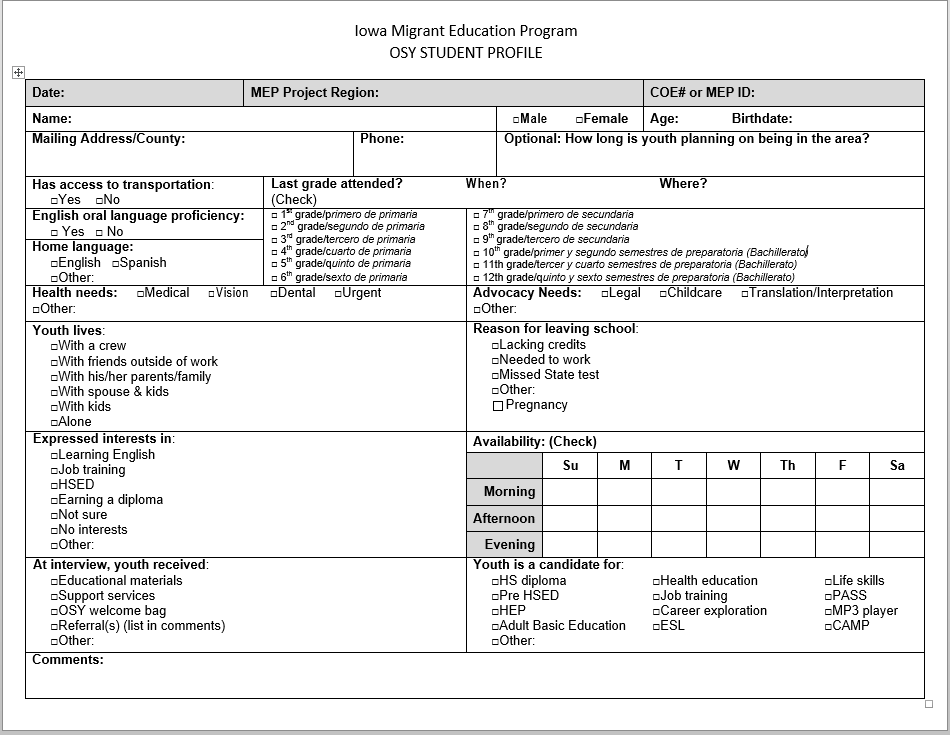 Iowa Migrant Education Program
OSY STUDENT PROFILE
Date: MEP Project Region: COE# or MEP ID:
Name: □Male □Female Age: Birthdate:
Mailing Address/County: Phone: Optional: How long is youth planning on being in the area?
Has access to transportation: 
□Yes □No
Last grade attended? When? Where?
(Check)
English oral language proficiency:
□ Yes □ No
Home language:
□English □Spanish
□Other:
□ 1st grade/primero de primaria
□ 2nd grade/segundo de primaria
□ 3rd grade/tercero de primaria
□ 4th grade/cuarto de primaria
□ 5th grade/quinto de primaria
□ 6th grade/sexto de primaria
□ 7th grade/primero de secundaria
□ 8th grade/segundo de secundaria
□ 9th grade/tercero de secundaria
□ 10th grade/primer y segundo semestres de preparatoria (Bachillerato)
□ 11th grade/tercer y cuarto semestres de preparatoria (Bachillerato)
□ 12th grade/quinto y sexto semestres de preparatoria (Bachillerato)
Health needs: □Medical □Vision □Dental □Urgent
□Other:
Advocacy Needs: □Legal □Childcare □Translation/Interpretation
□Other:
Youth lives:
□With a crew
□With friends outside of work
□With his/her parents/family
□With spouse & kids
□With kids
□Alone
Reason for leaving school:
□Lacking credits
□Needed to work
□Missed State test
□Other:
□ Pregnancy
Expressed interests in:
□Learning English
□Job training
□HSED
□Earning a diploma
□Not sure
□No interests
□Other:
Availability: (Check)
Su M T W Th F Sa
Morning
Afternoon
Evening
At interview, youth received:
□Educational materials
□Support services
□OSY welcome bag
□Referral(s) (list in comments)
□Other:
Youth is a candidate for:
□HS diploma □Health education □Life skills
□Pre HSED □Job training □PASS
□HEP □Career exploration □MP3 player
□Adult Basic Education □ESL □CAMP
□Other:
Comments: